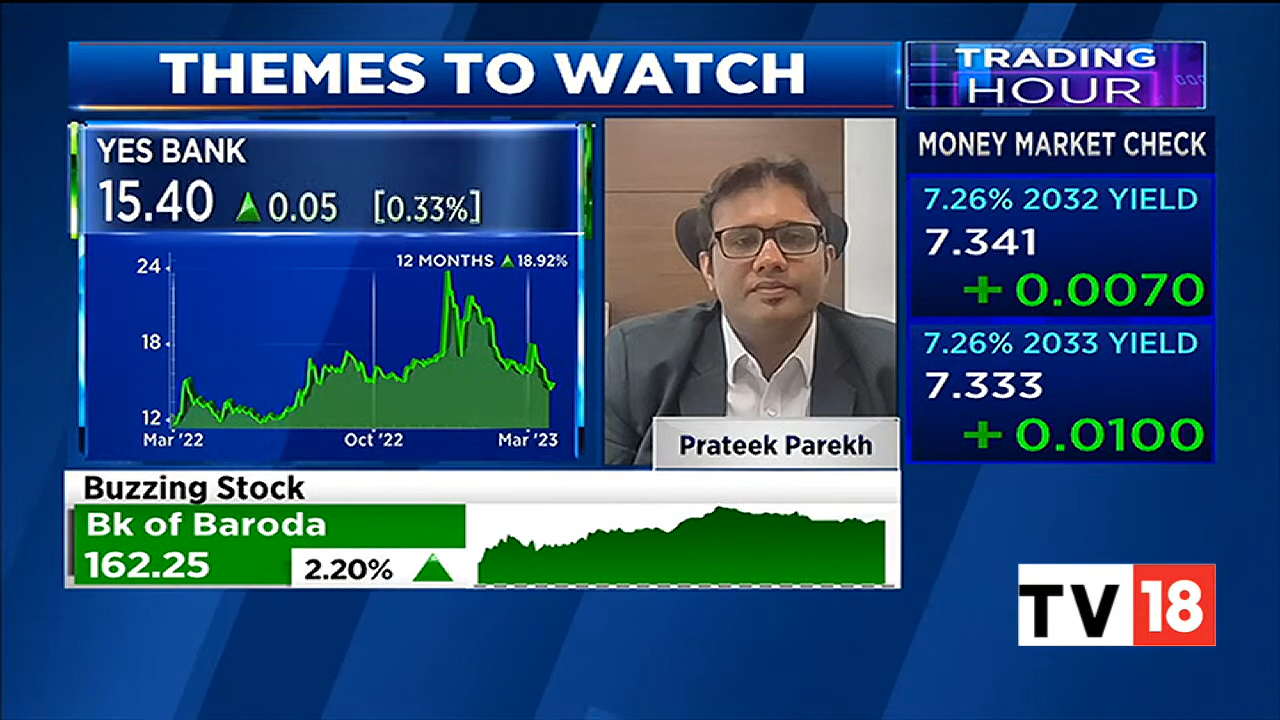 THEMES TO WATCH
TRADING
HOUR
YES BANK
15.40 ▲ 0.05 [0.33%]
12 MONTHS ▲ 18.92%
24
18
12
Mar '22 Oct '22 Mar '23
Prateek Parekh
MONEY MARKET CHECK
7.26% 2032 YIELD
7.341
+ 0.0070
7.26% 2033 YIELD
7.333
+ 0.0100
Buzzing Stock
Bk of Baroda
162.25 2.20% ▲
TV18